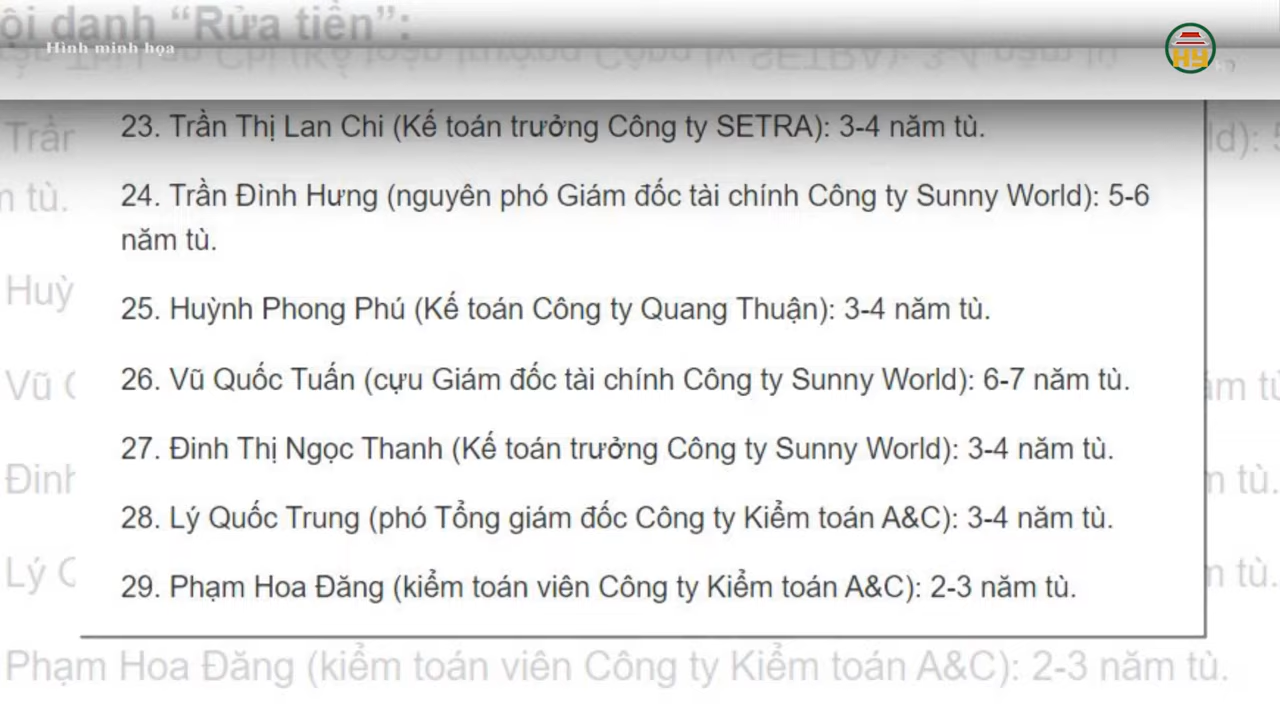 ội danh “Rửa tiền”:
Hình minh họa
HY
23. Trần Thị Lan Chi (Kế toán trưởng Công ty SETRA): 3-4 năm tù.
24. Trần Đình Hưng (nguyên phó Giám đốc tài chính Công ty Sunny World): 5-6
năm tù.
25. Huỳnh Phong Phú (Kế toán Công ty Quang Thuận): 3-4 năm tù.
26. Vũ Quốc Tuấn (cựu Giám đốc tài chính Công ty Sunny World): 6-7 năm tù.
27. Đinh Thị Ngọc Thanh (Kế toán trưởng Công ty Sunny World): 3-4 năm tù.
28. Lý Quốc Trung (phó Tổng giám đốc Công ty Kiểm toán A&C): 3-4 năm tù.
29. Phạm Hoa Đăng (kiểm toán viên Công ty Kiểm toán A&C): 2-3 năm tù.
Phạm Hoa Đăng (kiểm toán viên Công ty Kiểm toán A&C): 2-3 năm tù.